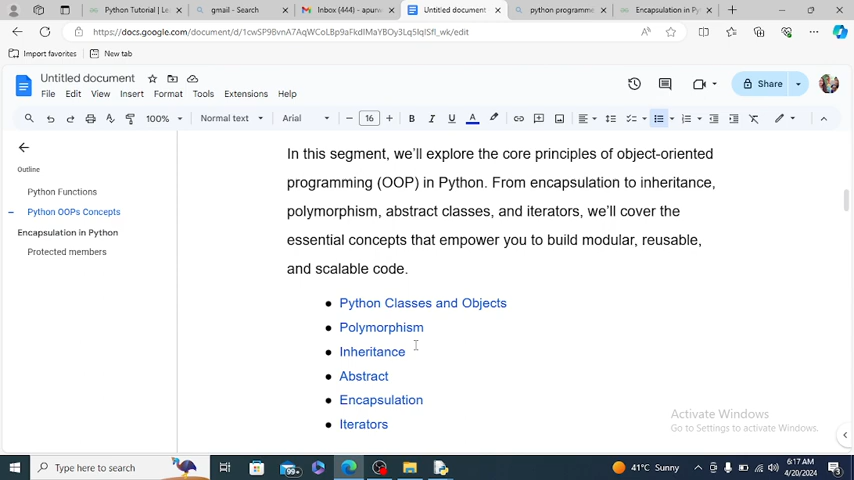 Python Tutorial | Le
gmail - Search
Inbox (444) - apun
Untitled document
python programme
Encapsulation in Py
https://docs.google.com/document/d/1cwSP98vnA7AqWCoLBp9aFkdIMaYBOy3Lq5IqISfl_wk/edit
Import favorites
New tab
Untitled document
File Edit View Insert Format Tools Extensions Help
Share
100% Normal text Arial 16 B I U A
Outline
Python Functions
Python OOPs Concepts
Encapsulation in Python
Protected members
In this segment, we'll explore the core principles of object-oriented
programming (OOP) in Python. From encapsulation to inheritance,
polymorphism, abstract classes, and iterators, we'll cover the
essential concepts that empower you to build modular, reusable,
and scalable code.
Python Classes and Objects
Polymorphism
Inheritance
Abstract
Encapsulation
Iterators
Activate Windows
Go to Settings to activate Windows.
Type here to search
99+
41°C Sunny
6:17 AM
4/20/2024
3